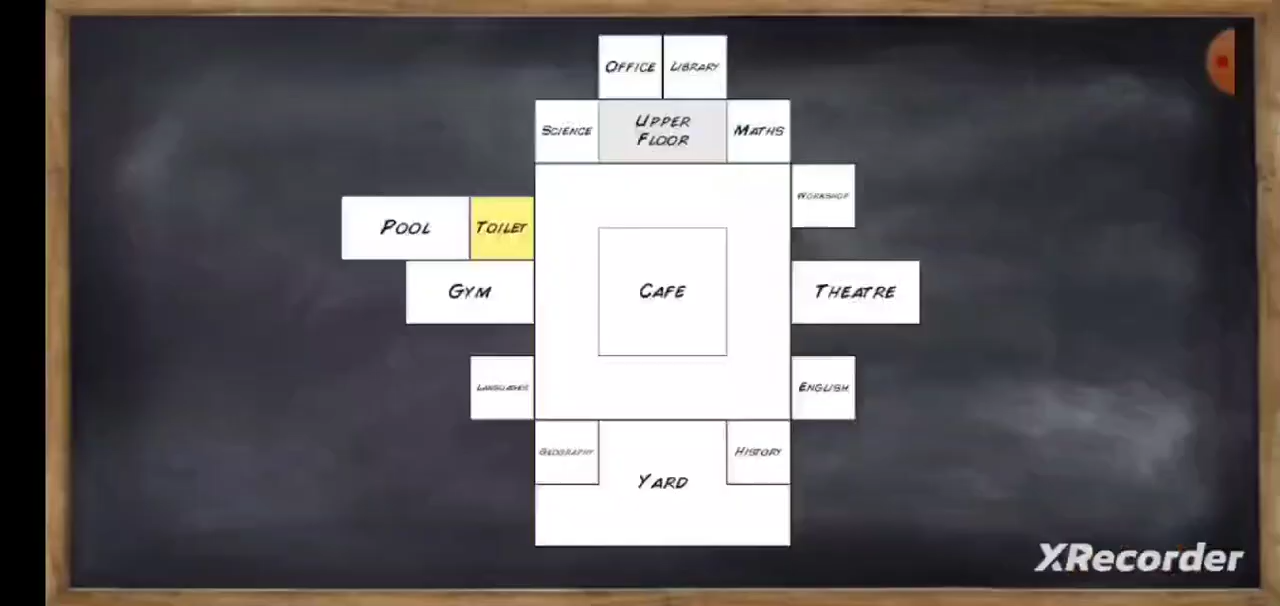 OFFICE
LIBRARY
SCIENCE
UPPER
FLOOR
MATHS
WORKSHOP
POOL
TOILET
GYM
CAFE
THEATRE
LANGUAGES
ENGLISH
GEOGRAPHY
HISTORY
YARD
XRecorder